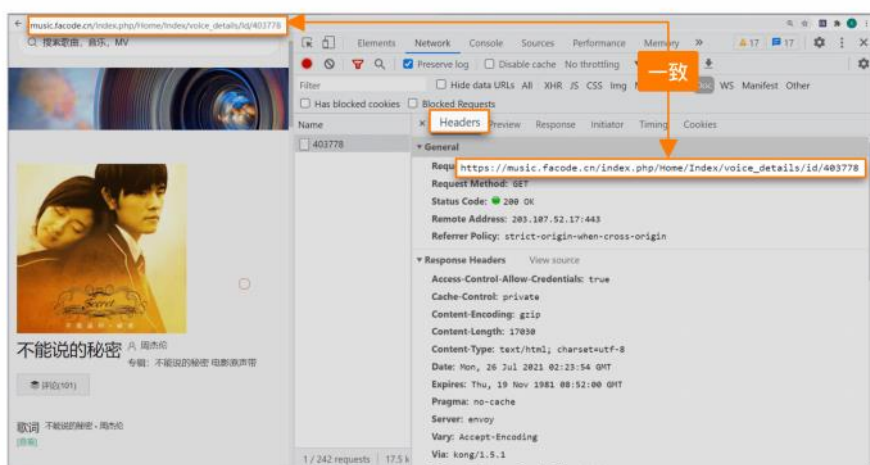 music.facode.cn/index.php/Home/Index/voice_details/id/403778
搜索歌曲、音乐、MV
Elements Network Console Sources Performance Memory » 17 17
Preserve log Disable cache No throttling
一致
Filter
Hide data URLs All XHR JS CSS Img Doc WS Manifest Other
Has blocked cookies Blocked Requests
Name
× Headers Preview Response Initiator Timing Cookies
403778
General
Requ https://music.facode.cn/index.php/Home/Index/voice_details/id/403778
Request Method: GET
Status Code: 200 OK
Remote Address: 203.107.52.17:443
Referrer Policy: strict-origin-when-cross-origin
Response Headers View source
Access-Control-Allow-Credentials: true
Cache-Control: private
Content-Encoding: gzip
Content-Length: 17030
Content-Type: text/html; charset=utf-8
Date: Mon, 26 Jul 2021 02:23:54 GMT
Expires: Thu, 19 Nov 1981 08:52:00 GMT
Pragma: no-cache
Server: envoy
Vary: Accept-Encoding
Via: kong/1.5.1
Secret
不能说的秘密
周杰伦
专辑：不能说的秘密 电影原声带
评论(101)
歌词 不能说的秘密 - 周杰伦
1 / 242 requests 17.5 k